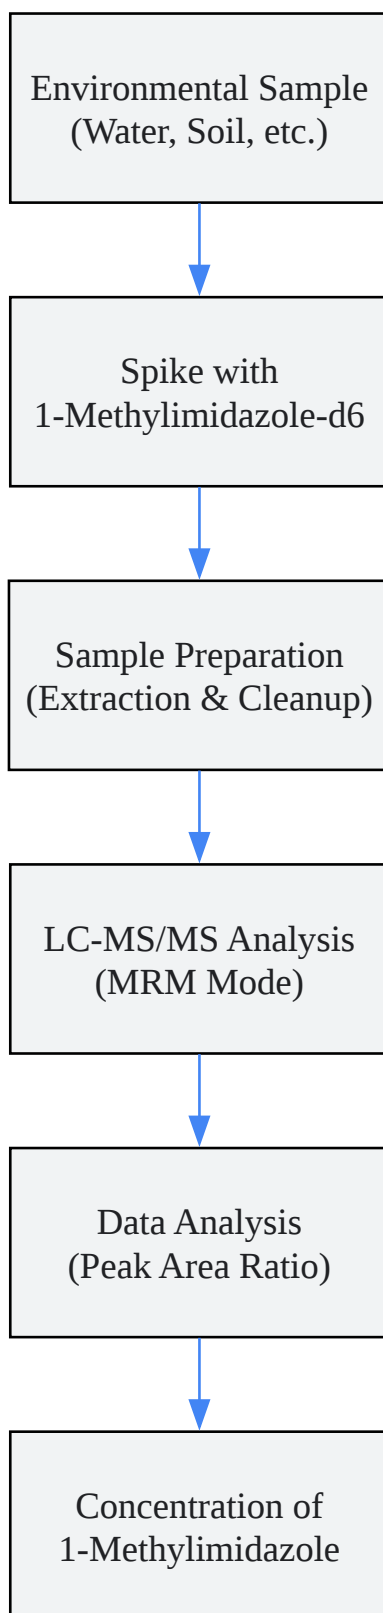 Environmental Sample
(Water, Soil, etc.)
Spike with
1-Methylimidazole-d6
Sample Preparation
(Extraction & Cleanup)
LC-MS/MS Analysis
(MRM Mode)
Data Analysis
(Peak Area Ratio)
Concentration of
1-Methylimidazole